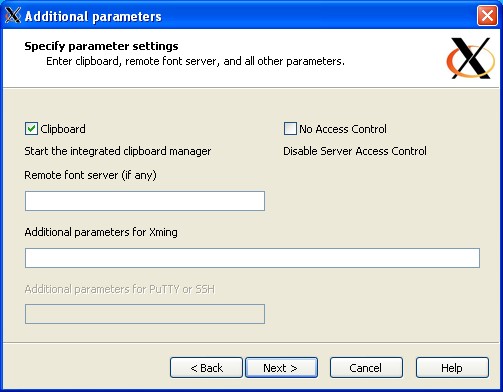 Additional parameters
Specify parameter settings
Enter clipboard, remote font server, and all other parameters.
Clipboard
No Access Control
Start the integrated clipboard manager
Disable Server Access Control
Remote font server (if any)
Additional parameters for Xming
Additional parameters for PuTTY or SSH
< Back
Next >
Cancel
Help